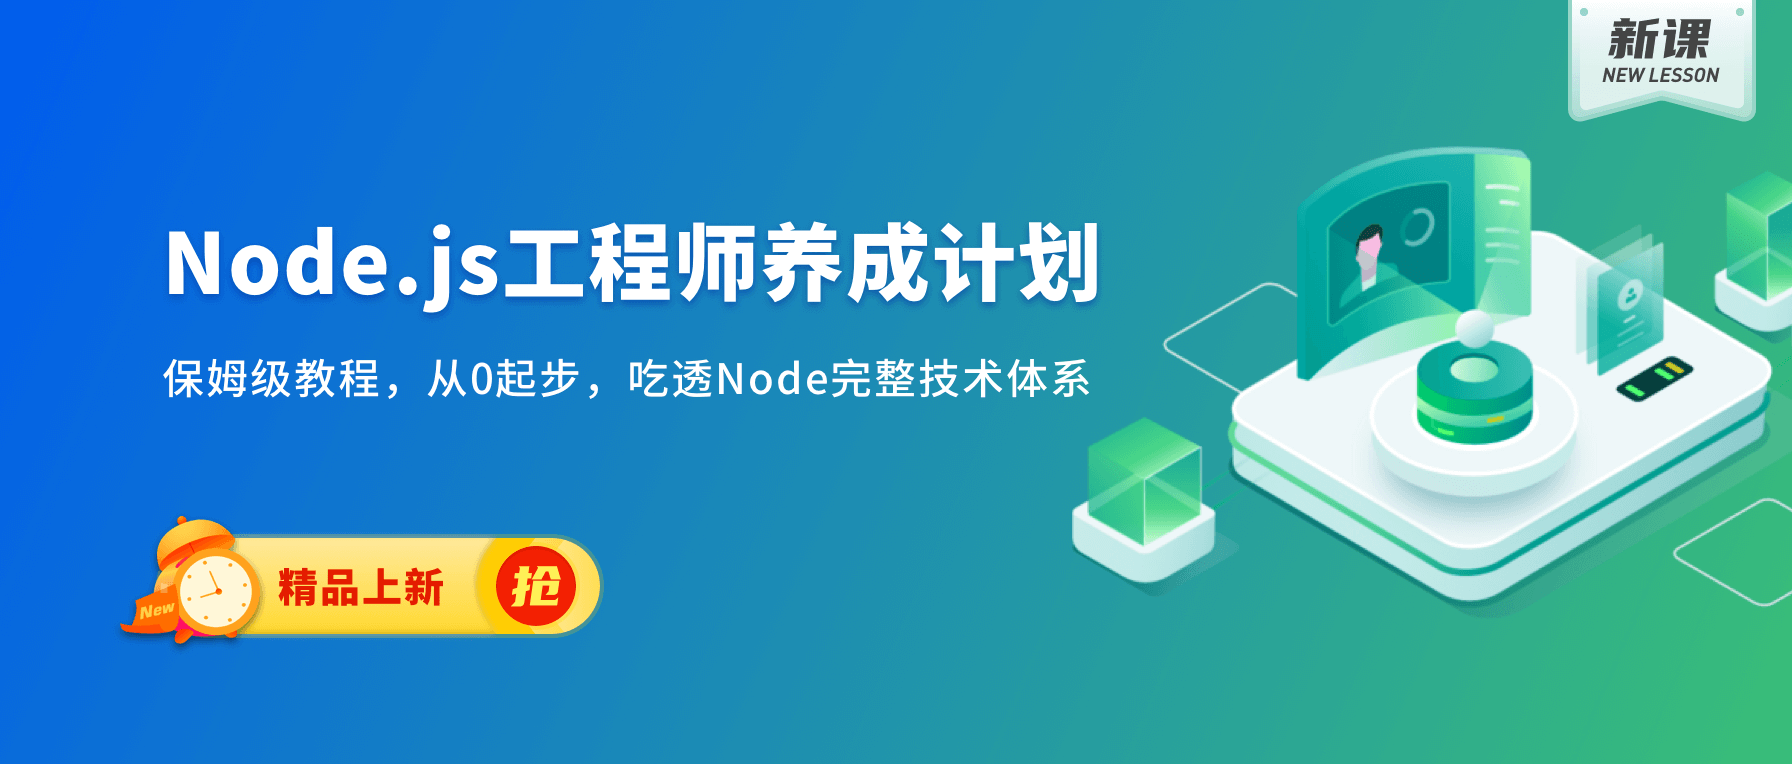 新课
NEW LESSON
Node.js工程师养成计划
保姆级教程，从0起步，吃透Node完整技术体系
New
精品上新
抢